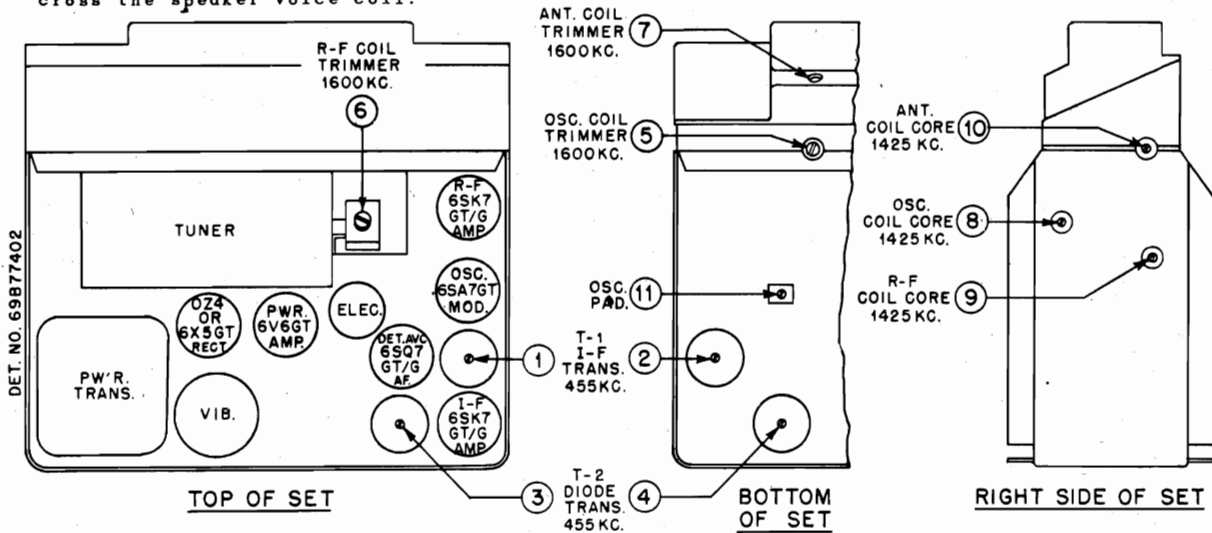 cross the speaker voice coil.
R-F COIL
TRIMMER
1600KC.
6
TUNER
R-F
6SK7
GT/G
AMP
OSC.
6SA7GT
MOD.
OZ4
OR
6X5GT
RECT.
PWR.
6V6GT
AMP.
ELEC.
DET.AVC
6SQ7
GT/G
AF.
PW'R.
TRANS.
VIB.
I-F
6SK7
GT/G
AMP
DET. NO. 69B77402
TOP OF SET
ANT. COIL
TRIMMER
1600KC.
7
OSC. COIL
TRIMMER
1600KC.
5
OSC.
PAD.
11
1
T-1
I-F
TRANS.
455KC.
2
3
T-2
DIODE
TRANS.
455KC.
4
BOTTOM
OF SET
ANT.
COIL CORE
1425 KC.
10
OSC.
COIL CORE
1425 KC.
8
R-F
COIL CORE
1425 KC.
9
RIGHT SIDE OF SET